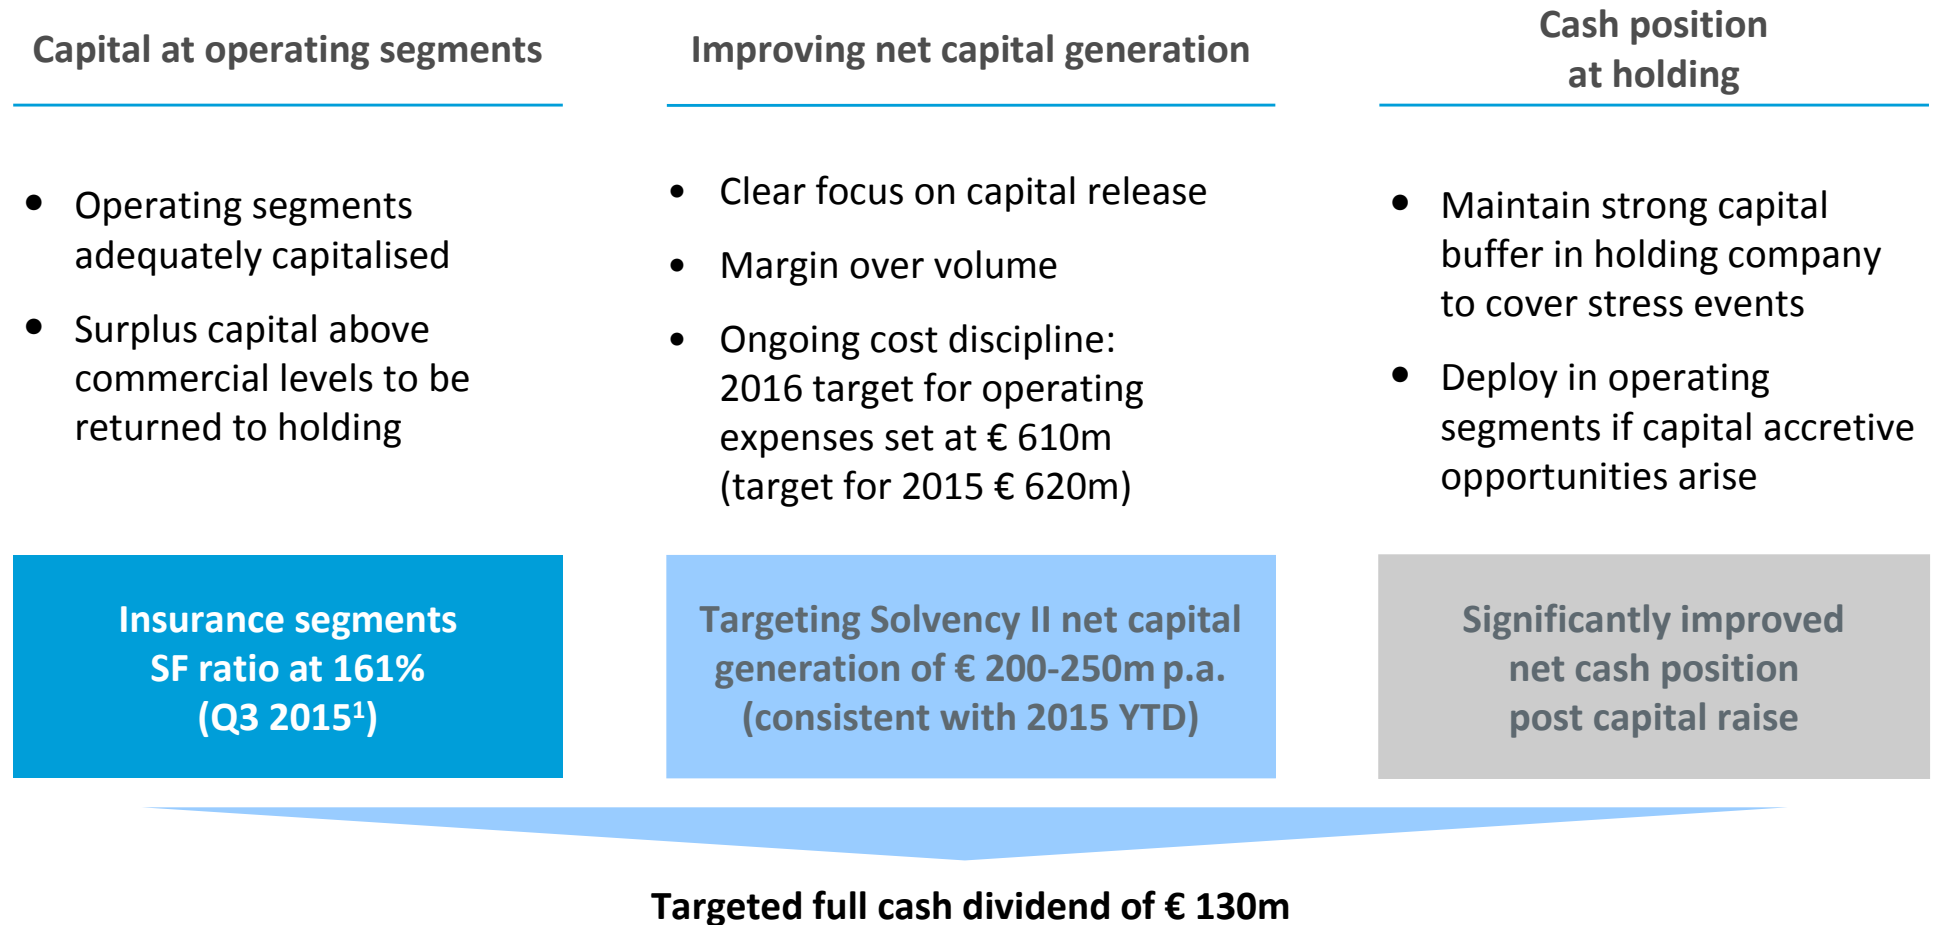 Capital at operating segments
• Operating segments
adequately capitalised
• Surplus capital above
commercial levels to be
returned to holding
Insurance segments
SF ratio at 161%
(Q3 2015¹)
Improving net capital generation
• Clear focus on capital release
• Margin over volume
• Ongoing cost discipline:
2016 target for operating
expenses set at € 610m
(target for 2015 € 620m)
Targeting Solvency II net capital
generation of € 200-250m p.a.
(consistent with 2015 YTD)
Cash position
at holding
• Maintain strong capital
buffer in holding company
to cover stress events
• Deploy in operating
segments if capital accretive
opportunities arise
Significantly improved
net cash position
post capital raise
Targeted full cash dividend of € 130m